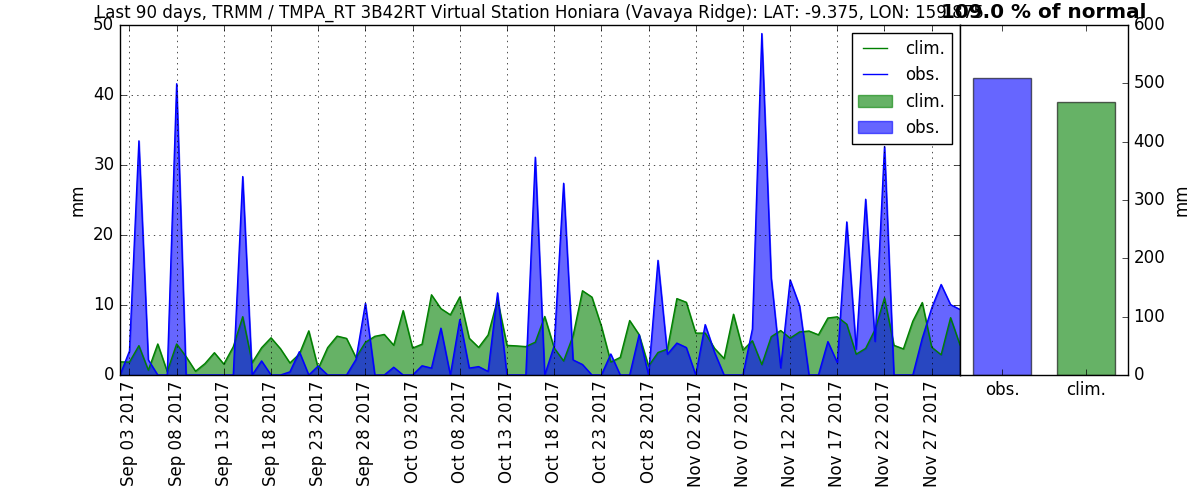 Last 90 days, TRMM / TMPA_RT 3B42RT Virtual Station Honiara (Vavaya Ridge): LAT: -9.375, LON:
109.0 % of normal
50
40
30
20
10
0
mm
clim.
obs.
clim.
obs.
600
500
400
300
200
100
0
mm
Sep 03 2017
Sep 08 2017
Sep 13 2017
Sep 18 2017
Sep 23 2017
Sep 28 2017
Oct 03 2017
Oct 08 2017
Oct 13 2017
Oct 18 2017
Oct 23 2017
Oct 28 2017
Nov 02 2017
Nov 07 2017
Nov 12 2017
Nov 17 2017
Nov 22 2017
Nov 27 2017
obs.
clim.